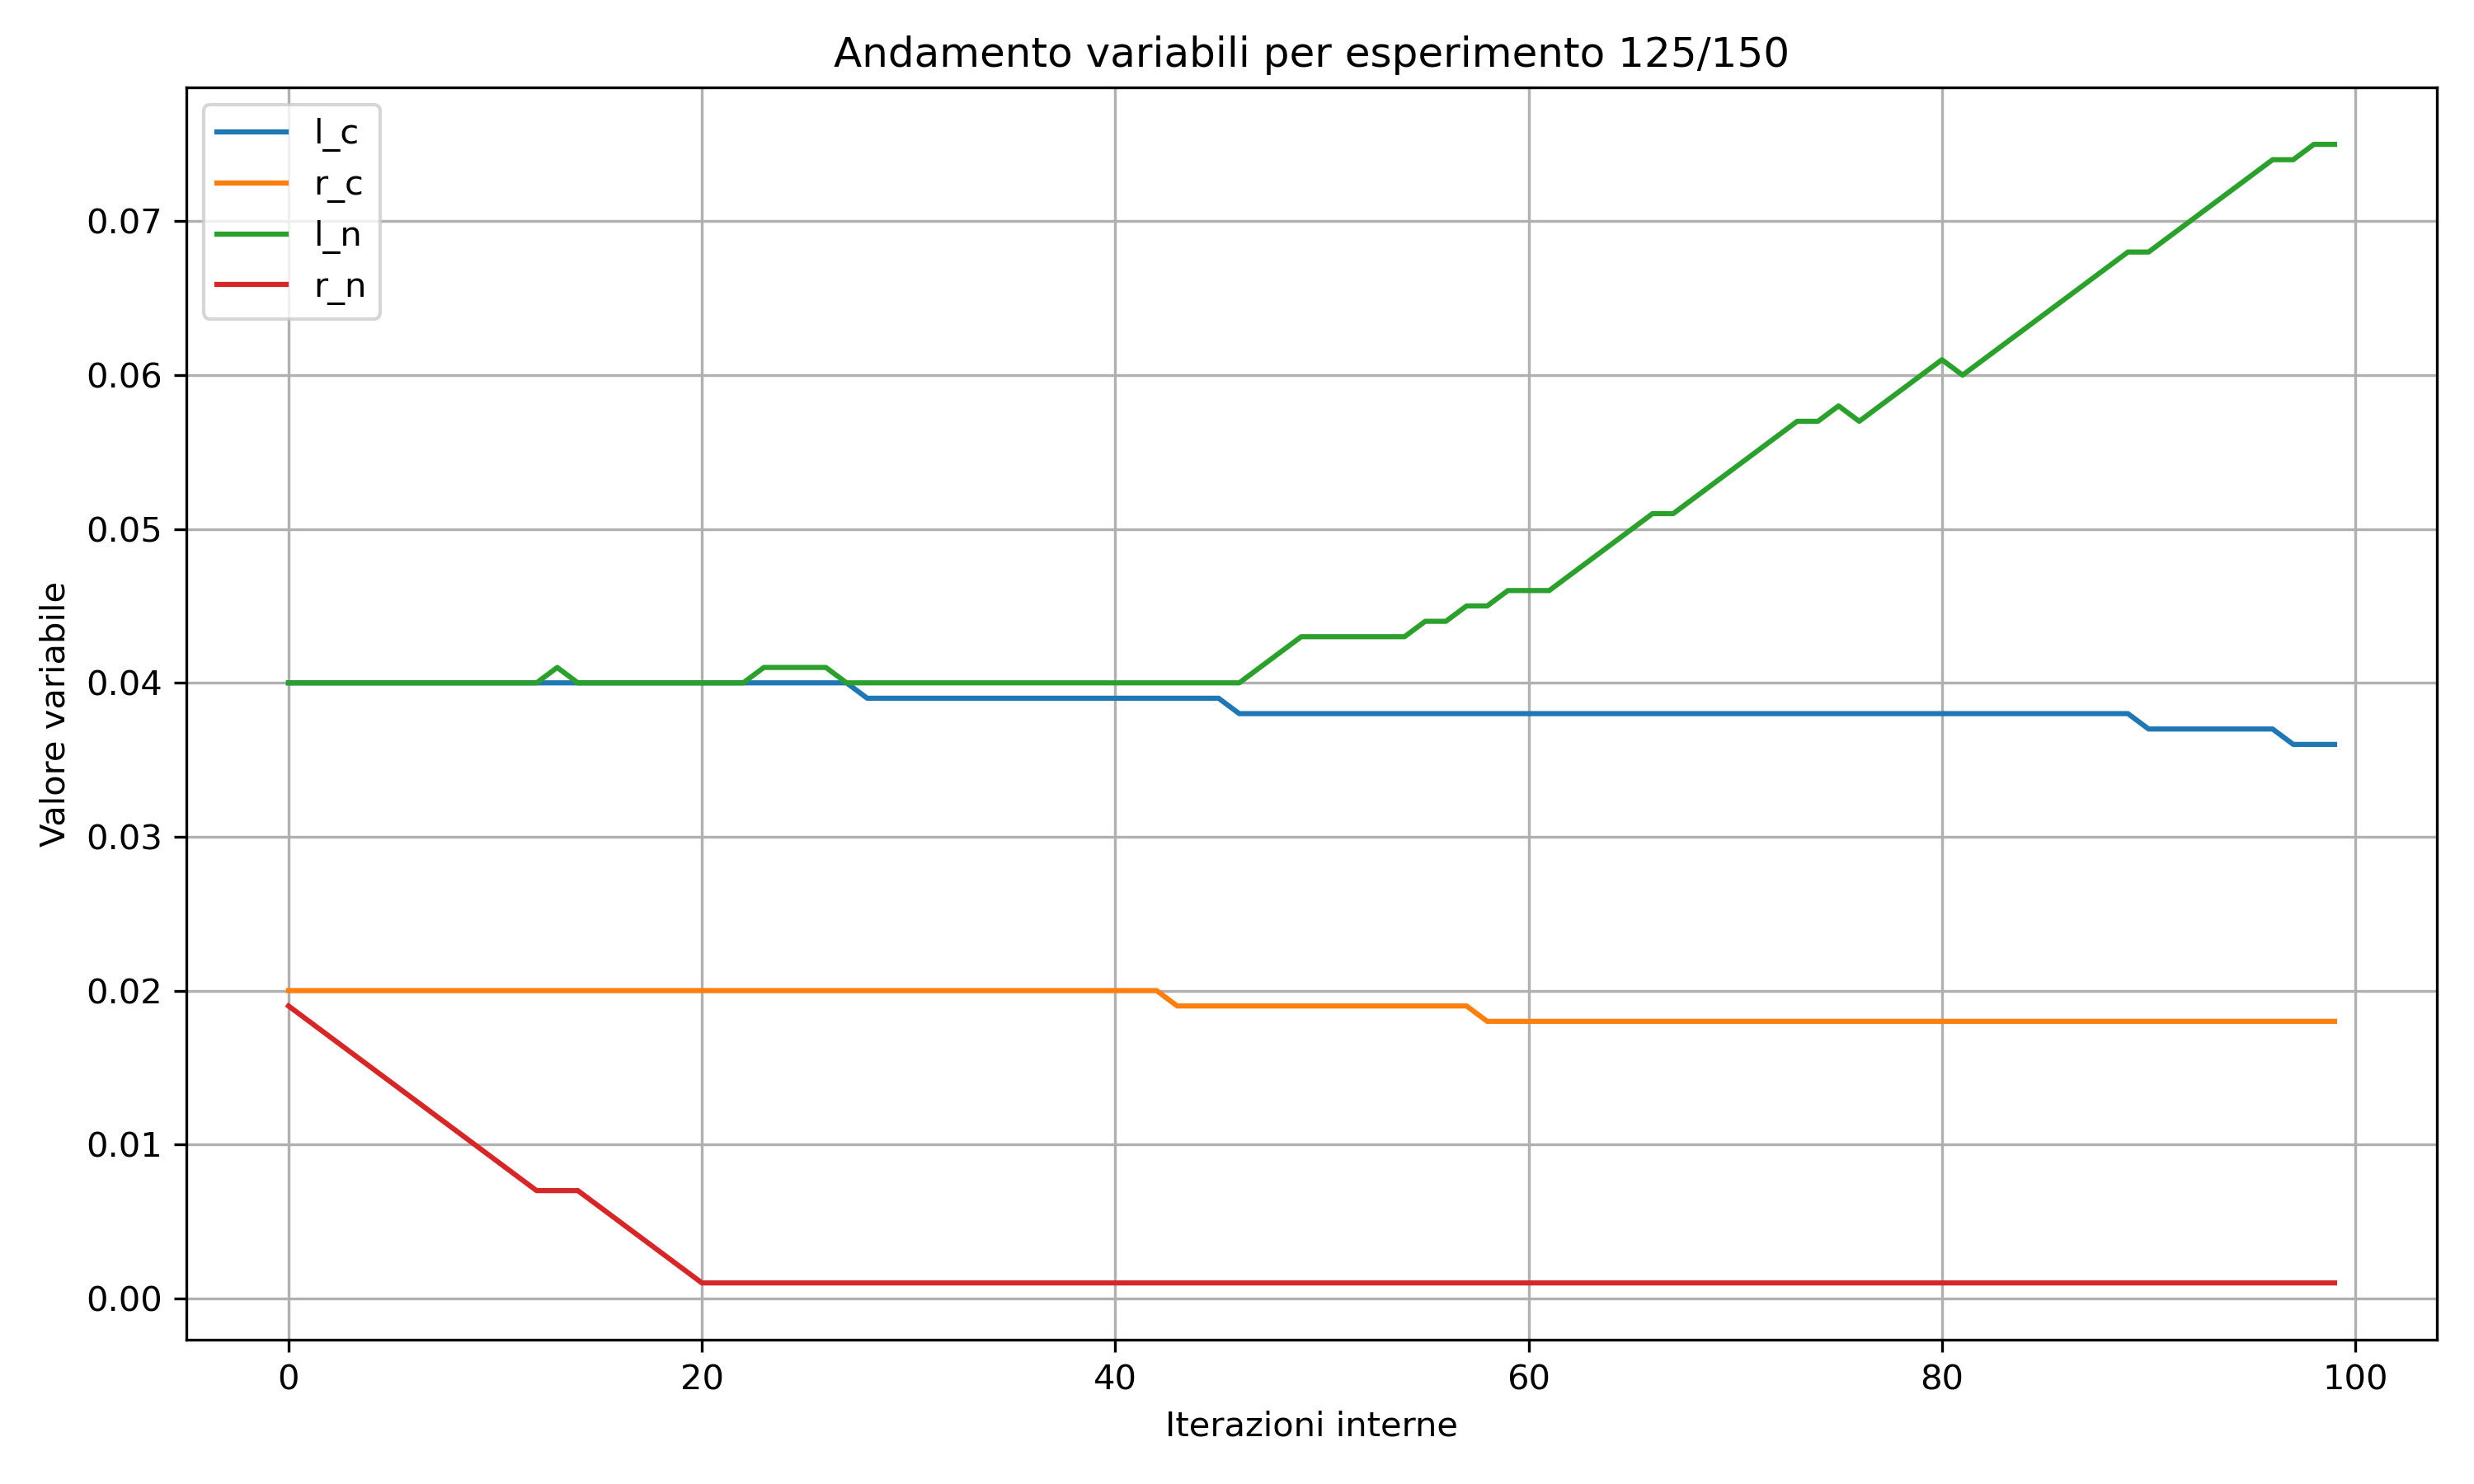 Andamento variabili per esperimento 125/150
l_c
r_c
l_n
r_n
Valore variabile
0.07
0.06
0.05
0.04
0.03
0.02
0.01
0.00
0 20 40 60 80 100
Iterazioni interne